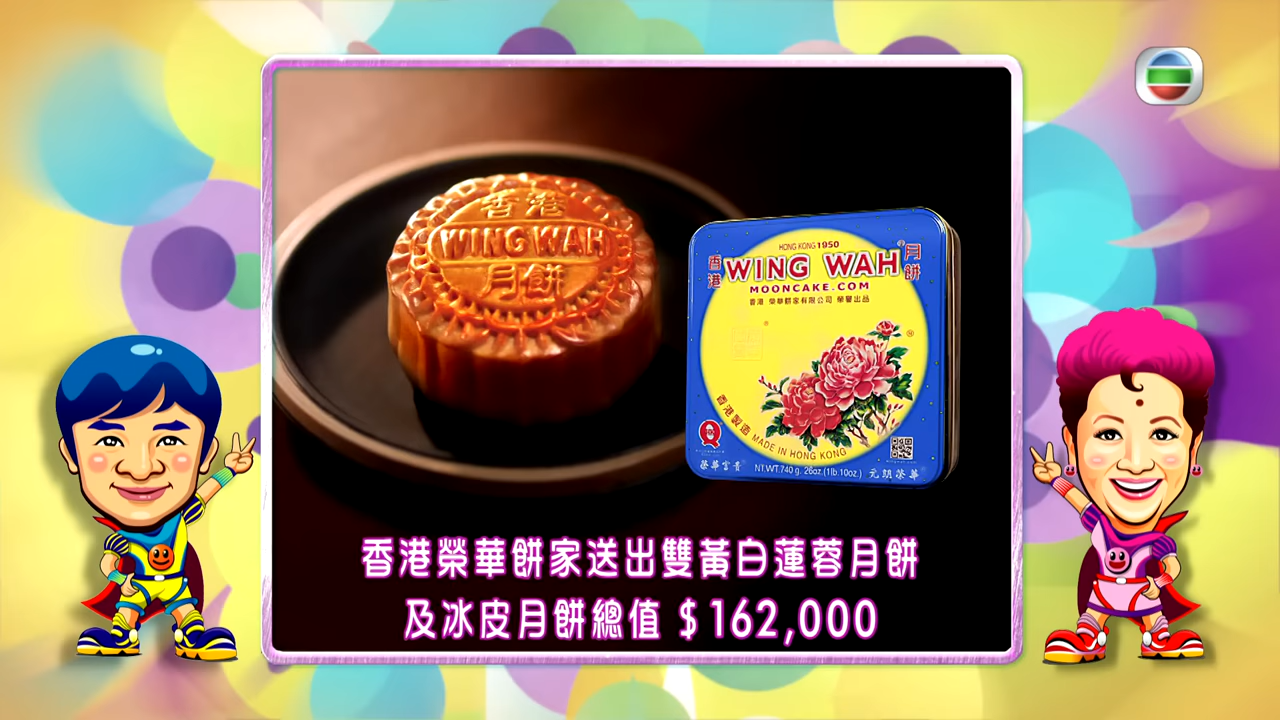 香港
WING WAH
月餅
HONG KONG 1950
香港
WING WAH
月餅
MOONCAKE.COM
香港 榮華餅家有限公司 榮譽出品
香港製造 MADE IN HONG KONG
榮華富貴
NT.WT. 740 g. 26oz. (1lb.10oz.)
元朗榮華
香港榮華餅家送出雙黃白蓮蓉月餅
及冰皮月餅總值 $162,000